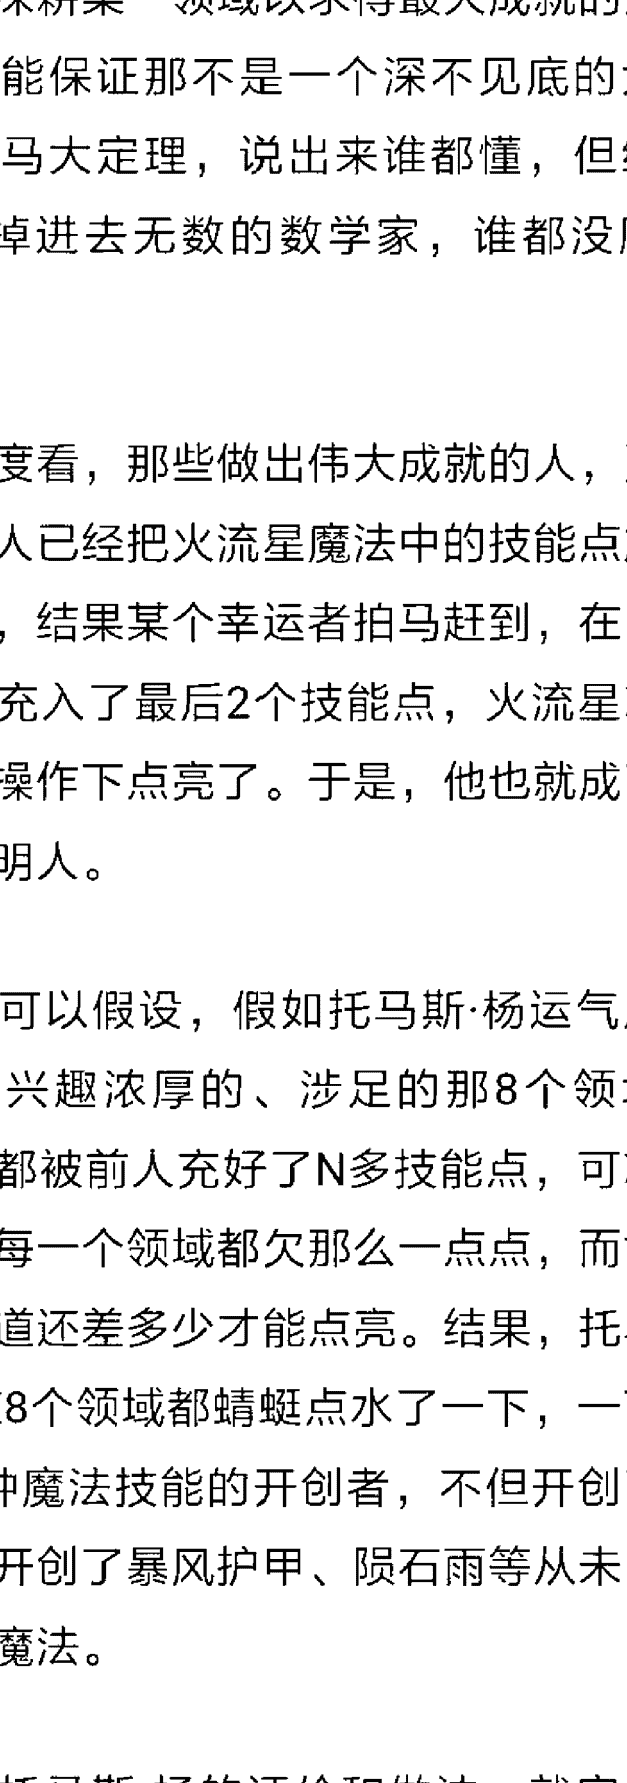 领域以求得最大成就的
能保证那不是一个深不见底的
马大定理，说出来谁都懂，但
掉进去无数的数学家，谁都没
度看，那些做出伟大成就的人，
人已经把火流星魔法中的技能点
，结果某个幸运者拍马赶到，在
充入了最后2个技能点，火流星
操作下点亮了。于是，他也就成
明人。
可以假设，假如托马斯·杨运气
兴趣浓厚的、涉足的那8个领
都被前人充好了N多技能点，可
每一个领域都欠那么一点点，而
道还差多少才能点亮。结果，托
8个领域都蜻蜓点水了一下，一
种魔法技能的开创者，不但开创
开创了暴风护甲、陨石雨等从未
魔法。